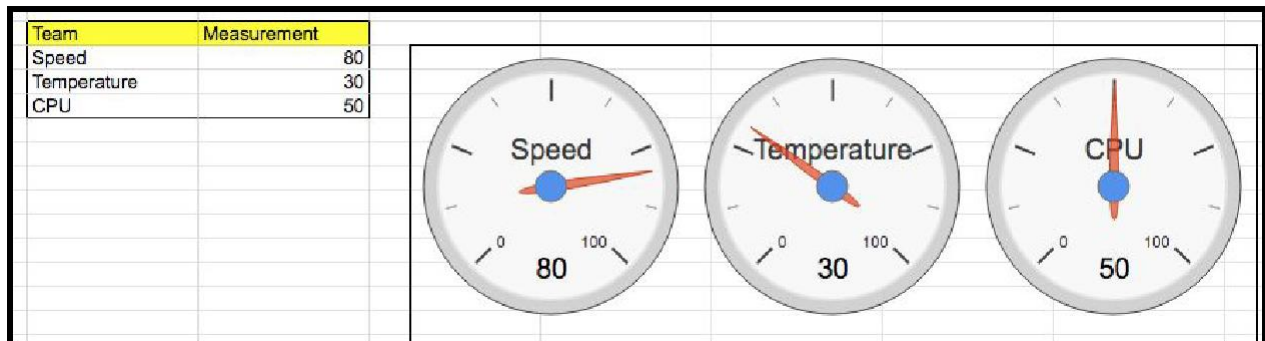 Team Measurement
Speed 80
Temperature 30
CPU 50
Speed
0 100
80
Temperature
0 100
30
CPU
0 100
50